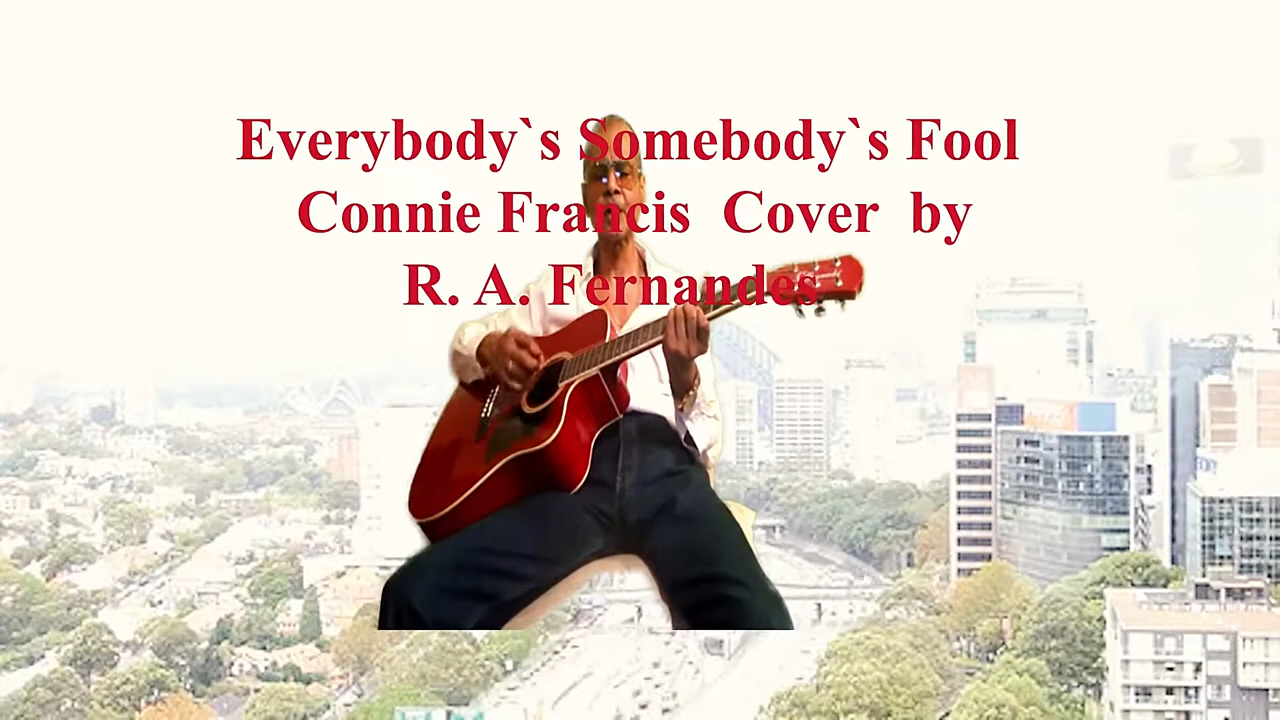 Everybody`s Somebody`s Fool
Connie Francis  Cover  by
R. A. Fernandes